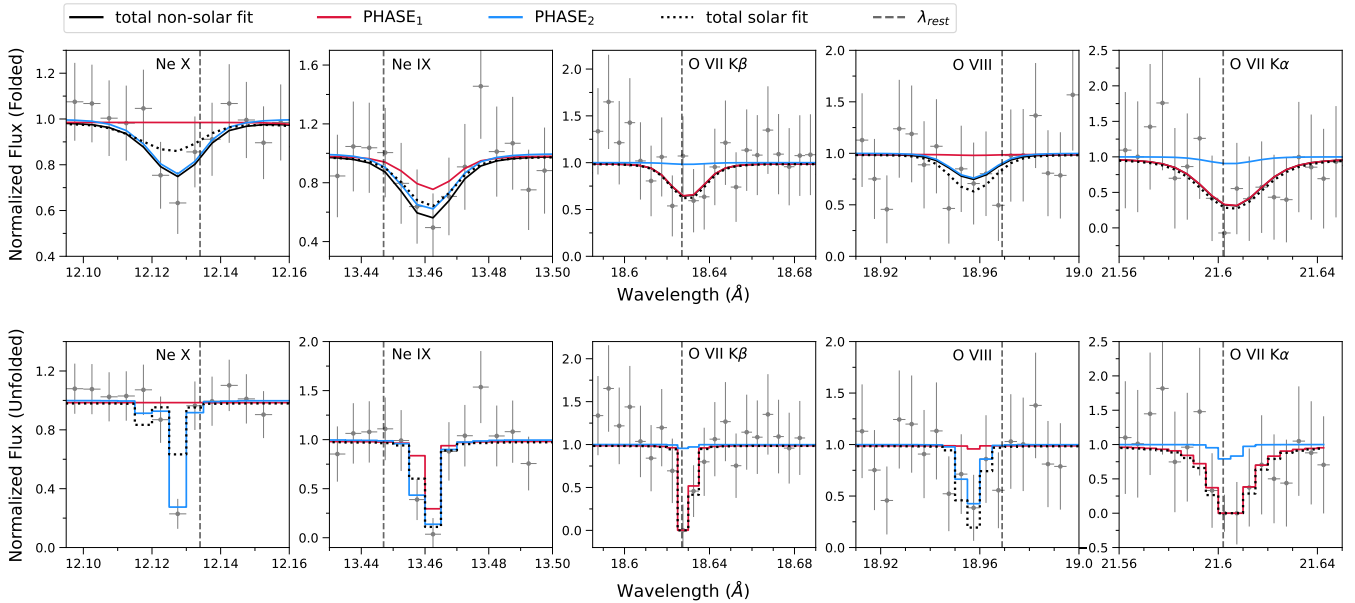 total non-solar fit PHASE₁ PHASE₂ total solar fit λrest
Normalized Flux (Folded)
Ne X
1.2
1.0
0.8
0.6
0.4
12.10 12.12 12.14 12.16
Ne IX
1.6
1.2
0.8
0.4
13.44 13.46 13.48 13.50
O VII Kβ
2.0
1.5
1.0
0.5
0.0
18.6 18.64 18.68
O VIII
2.0
1.5
1.0
0.5
0.0
18.92 18.96 19.0
O VII Kα
2.5
2.0
1.5
1.0
0.5
0.0
21.56 21.6 21.64
Wavelength (Å)
Normalized Flux (Unfolded)
Ne X
1.2
0.8
0.4
0.0
12.10 12.12 12.14 12.16
Ne IX
2.0
1.5
1.0
0.5
0.0
13.44 13.46 13.48 13.50
O VII Kβ
2.0
1.5
1.0
0.5
0.0
18.6 18.64 18.68
O VIII
2.0
1.5
1.0
0.5
0.0
18.92 18.96 19.0
O VII Kα
2.0
1.5
1.0
0.5
0.0
-0.5
21.56 21.6 21.64
Wavelength (Å)